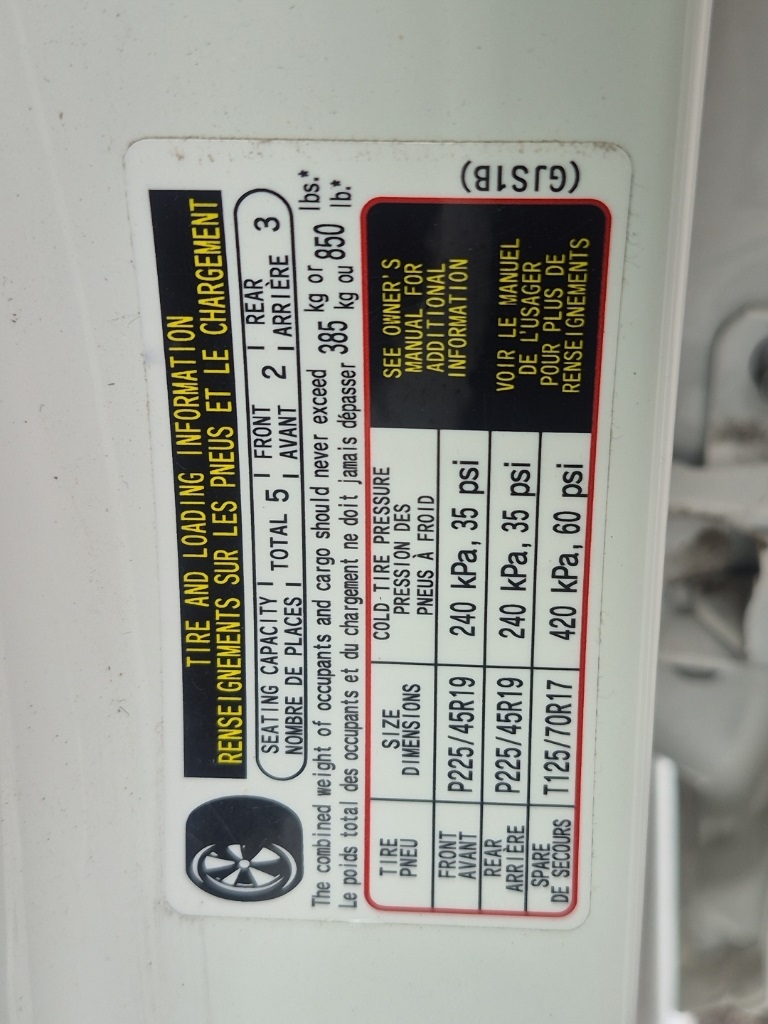 TIRE AND LOADING INFORMATION
RENSEIGNEMENTS SUR LES PNEUS ET LE CHARGEMENT
SEATING CAPACITY | TOTAL 5 | FRONT 2 | REAR 3
NOMBRE DE PLACES | AVANT | ARRIÈRE
The combined weight of occupants and cargo should never exceed 385 kg or 850 lbs.*
Le poids total des occupants et du chargement ne doit jamais dépasser 385 kg ou 850 lb.*
TIRE SIZE COLD TIRE PRESSURE
PNEU DIMENSIONS PRESSION DES
PNEUS À FROID
FRONT
AVANT P225/45R19 240 kPa, 35 psi
REAR
ARRIÈRE P225/45R19 240 kPa, 35 psi
SPARE
DE SECOURS T125/70R17 420 kPa, 60 psi
SEE OWNER'S
MANUAL FOR
ADDITIONAL
INFORMATION
VOIR LE MANUEL
DE L'USAGER
POUR PLUS DE
RENSEIGNEMENTS
(GJS1B)